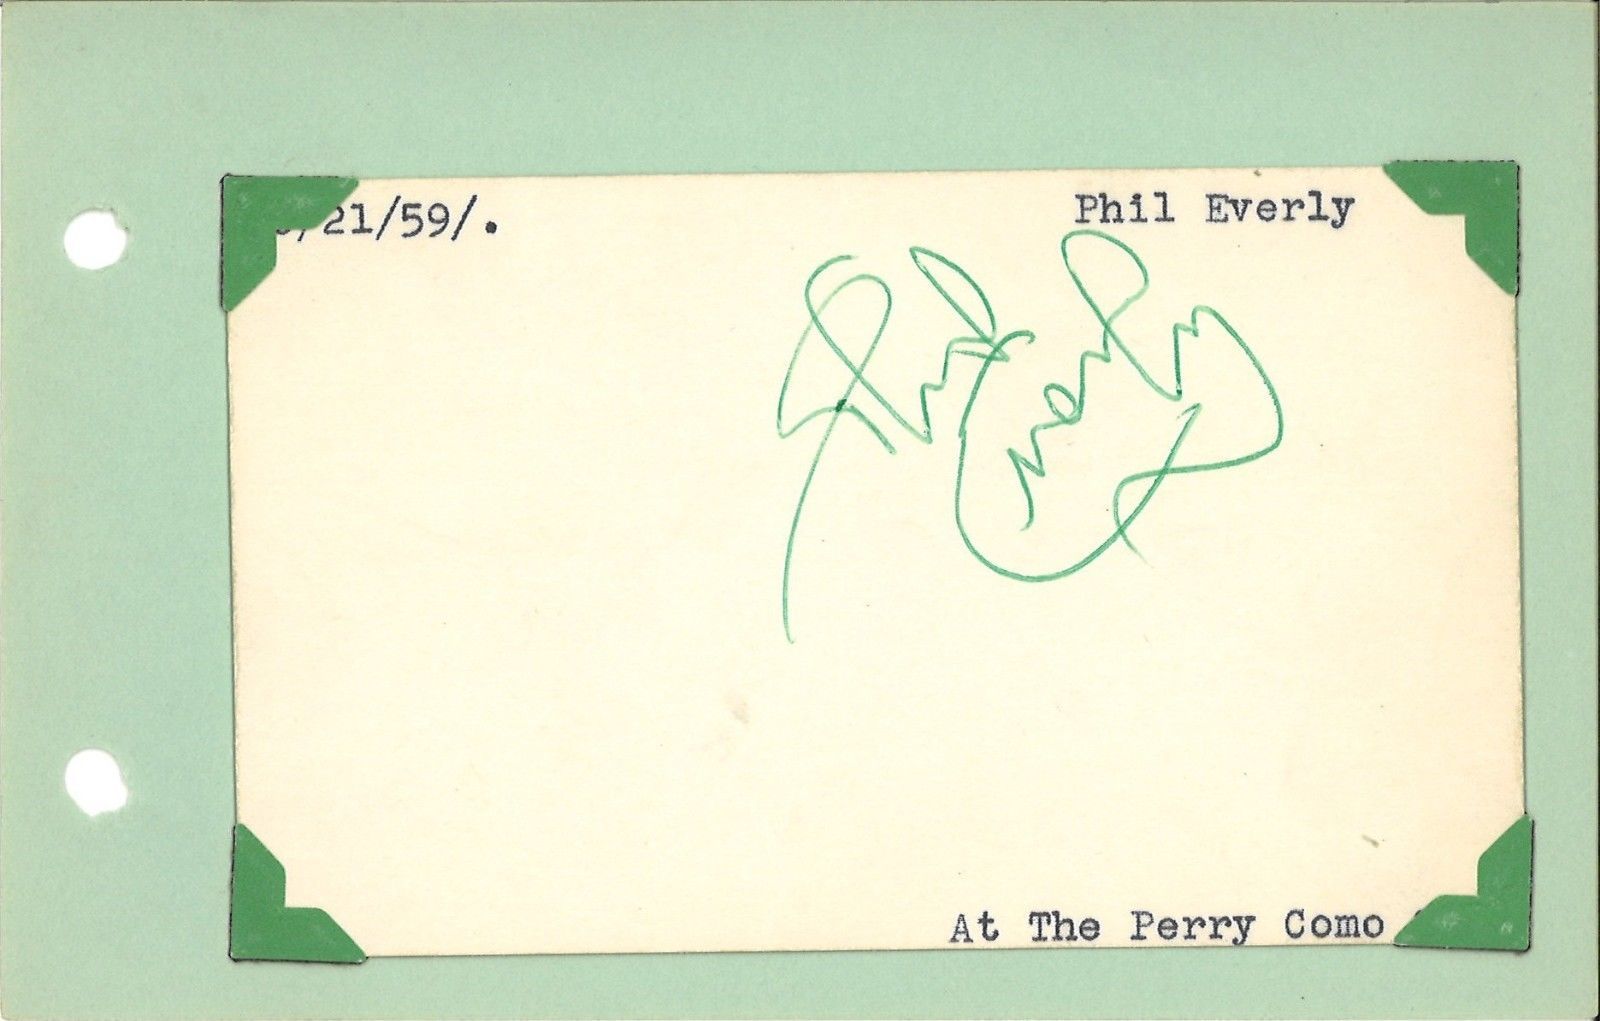 /21/59/.
Phil Everly
Phil Everly
At The Perry Como